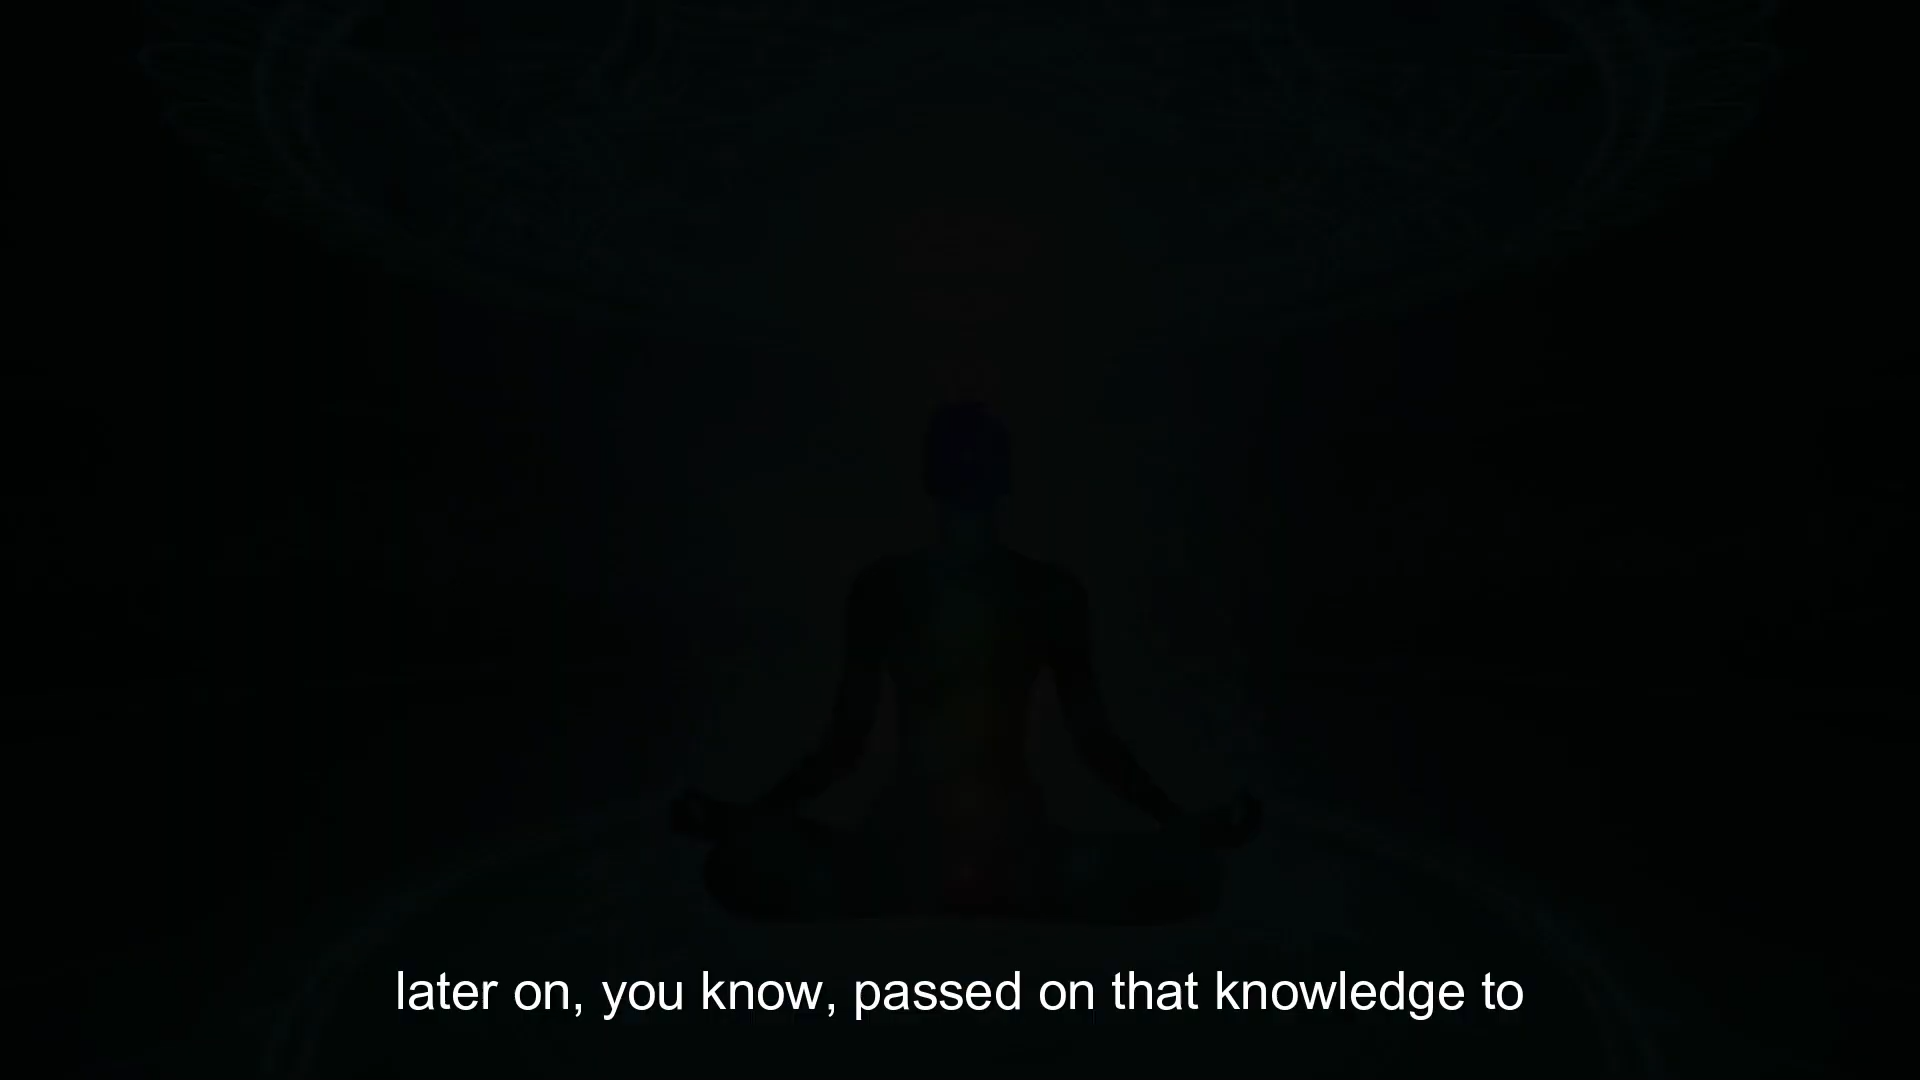 later on, you know, passed on that knowledge to